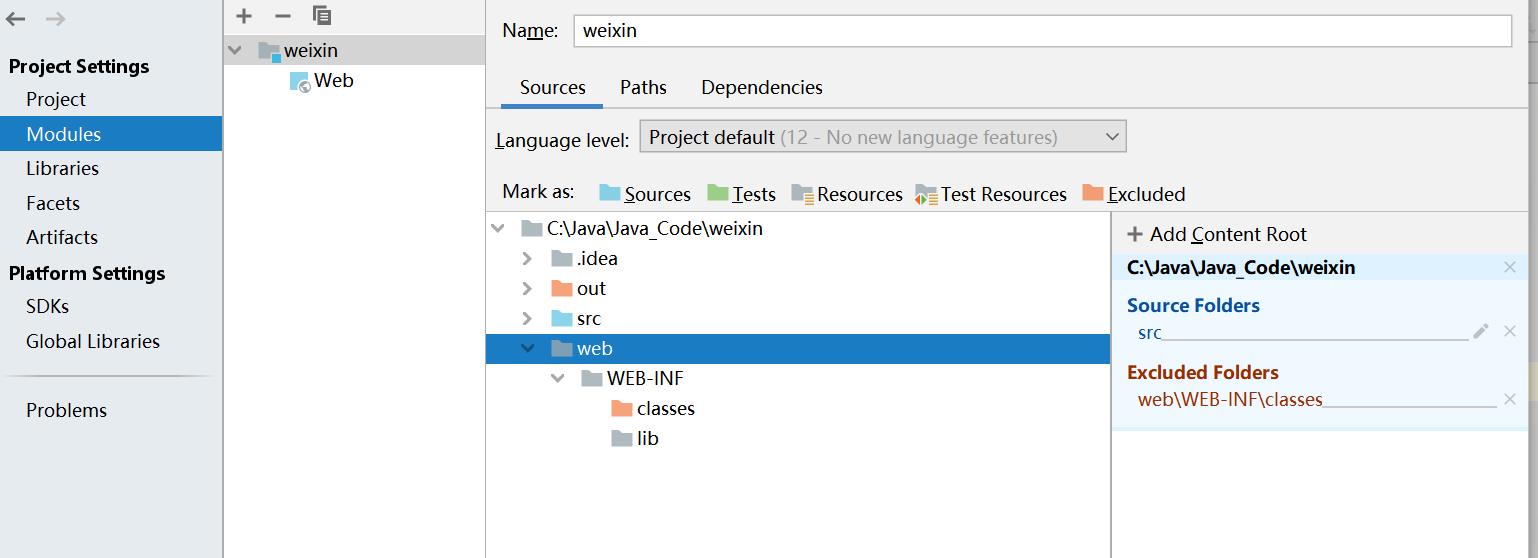 Project Settings
Project
Modules
Libraries
Facets
Artifacts
Platform Settings
SDKs
Global Libraries
Problems
weixin
Web
Name: weixin
Sources Paths Dependencies
Language level: Project default (12 - No new language features)
Mark as: Sources Tests Resources Test Resources Excluded
C:\Java\Java_Code\weixin
.idea
out
src
web
WEB-INF
classes
lib
Add Content Root
C:\Java\Java_Code\weixin
Source Folders
src
Excluded Folders
web\WEB-INF\classes